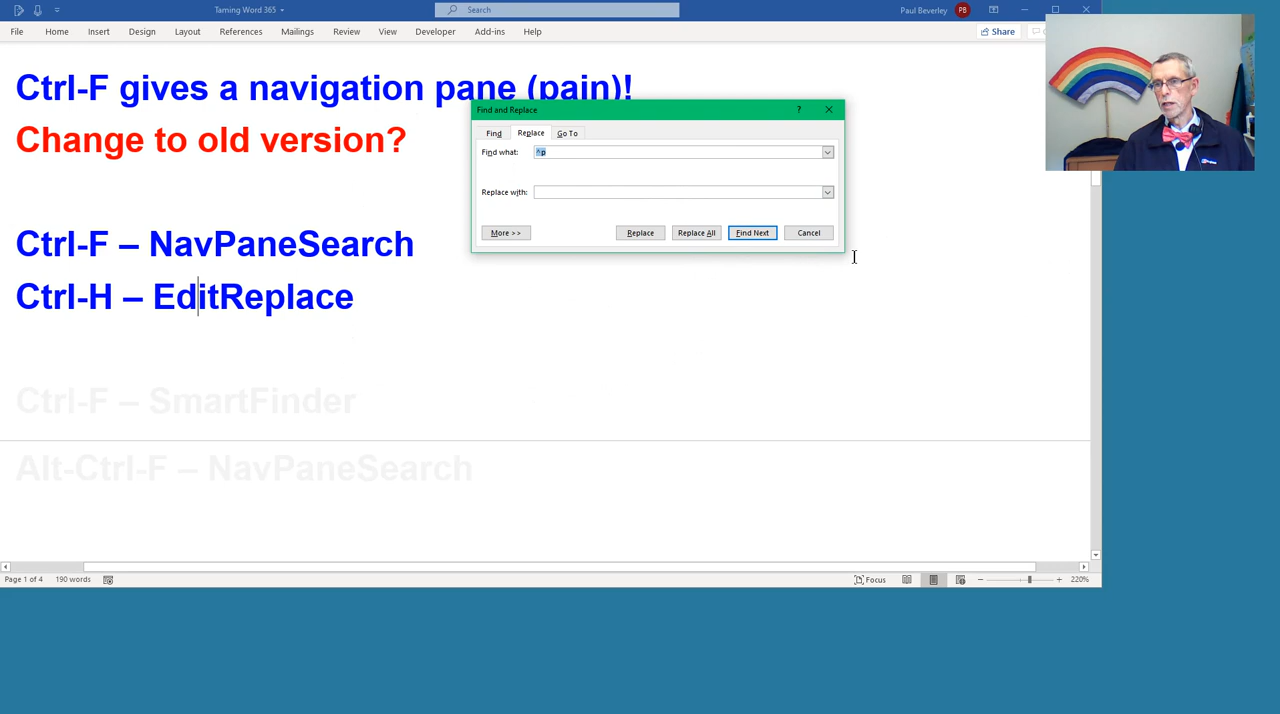 Taming Word 365
Search
Paul Beverley PB
File Home Insert Design Layout References Mailings Review View Developer Add-ins Help Share
Ctrl-F gives a navigation pane (pain)!
Change to old version?
Ctrl-F – NavPaneSearch
Ctrl-H – EditReplace
Ctrl-F – SmartFinder
Alt-Ctrl-F – NavPaneSearch
Find and Replace ?
Find Replace Go To
Find what: ^p
Replace with:
More >> Replace Replace All Find Next Cancel
Page 1 of 4 190 words Focus 220%